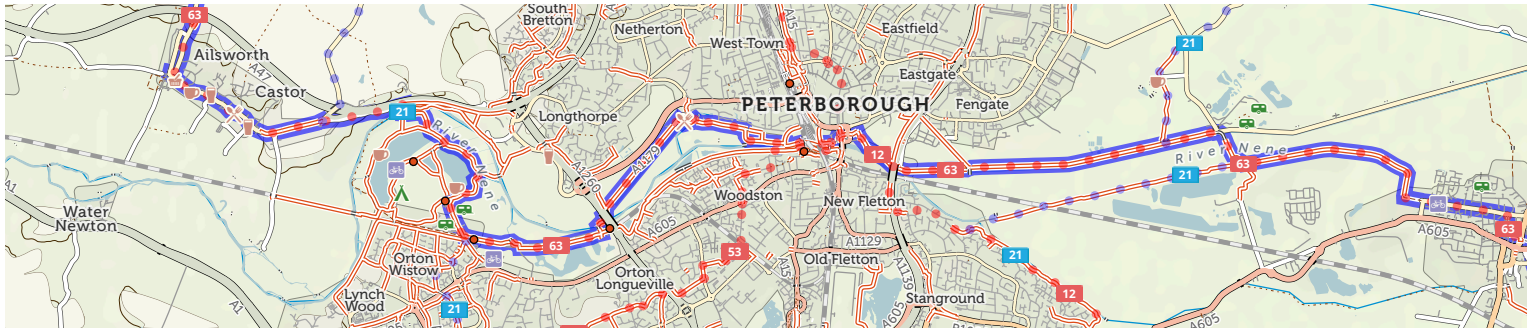 63
South
Bretton
A15
Netherton
Eastfield
West Town
21
Ailsworth
A47
Eastgate
Castor
PETERBOROUGH
Fengate
21
Longthorpe
River Nene
A1179
12
River Nene
63
63
A1260
21
A1
Water
Newton
Woodston
New Fletton
63
A605
63
A605
A1129
53
21
Orton
Wistow
Old Fletton
A15
A1139
Orton
Longueville
12
Lynch
Wood
Stanground
A1
21
A605
A605